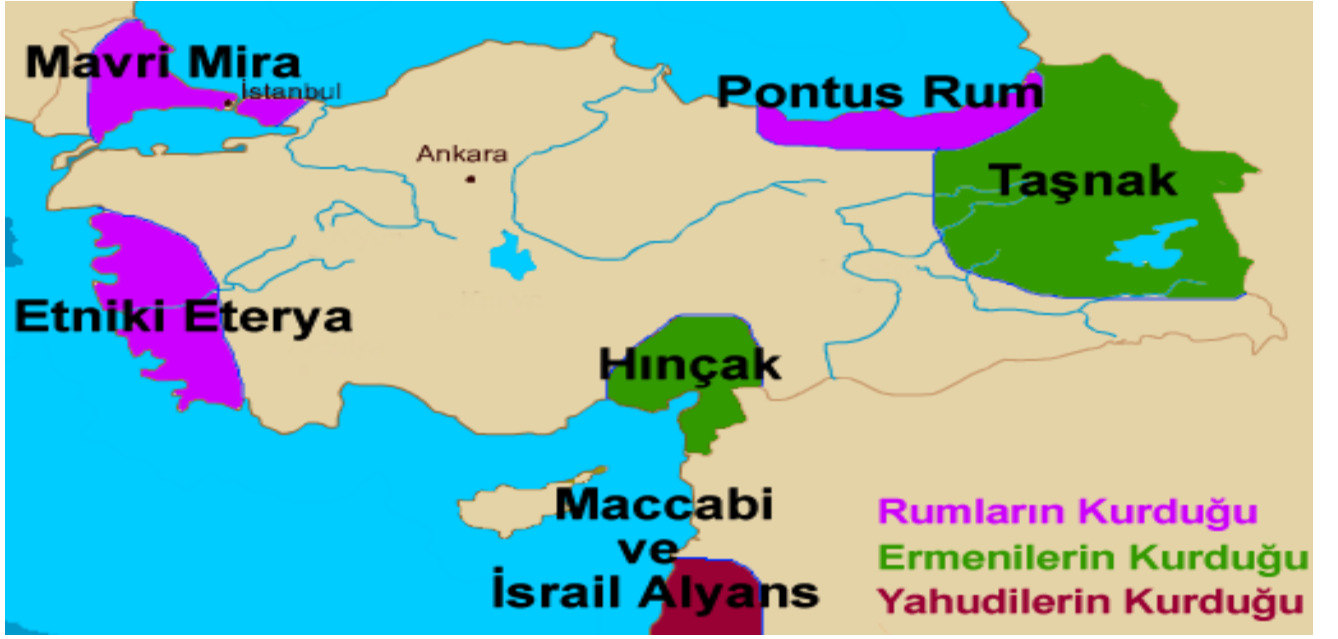 Mavri Mira
İstanbul
Pontus Rum
Ankara
Taşnak
Etniki Eterya
Hınçak
Maccabi
ve
İsrail Alyans
Rumların Kurduğu
Ermenilerin Kurduğu
Yahudilerin Kurduğu